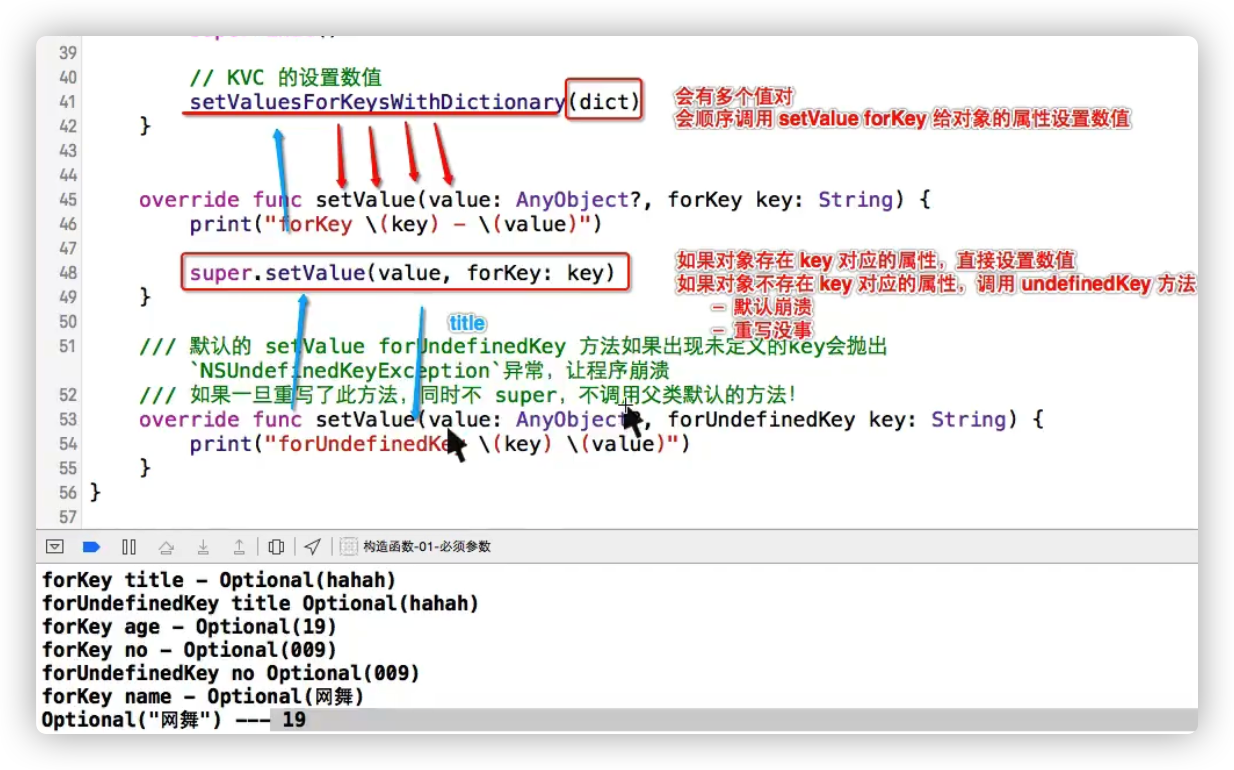 39
40 // KVC 的设置数值
41 setValuesForKeysWithDictionary(dict)
会有多个值对
会顺序调用 setValue forKey 给对象的属性设置数值
42 }
43
44
45 override func setValue(value: AnyObject?, forKey key: String) {
46 print("forKey \(key) - \(value)")
47
48 super.setValue(value, forKey: key)
如果对象存在 key 对应的属性，直接设置数值
如果对象不存在 key 对应的属性，调用 undefinedKey 方法
- 默认崩溃
- 重写没事
49 }
50
title
51 /// 默认的 setValue forUndefinedKey 方法如果出现未定义的key会抛出
`NSUndefinedKeyException`异常，让程序崩溃
52 /// 如果一旦重写了此方法，同时不 super，不调用父类默认的方法！
53 override func setValue(value: AnyObject?, forUndefinedKey key: String) {
54 print("forUndefinedKey \(key) \(value)")
55 }
56 }
57
构造函数-01-必须参数
forKey title - Optional(hahah)
forUndefinedKey title Optional(hahah)
forKey age - Optional(19)
forKey no - Optional(009)
forUndefinedKey no Optional(009)
forKey name - Optional(网舞)
Optional("网舞") --- 19